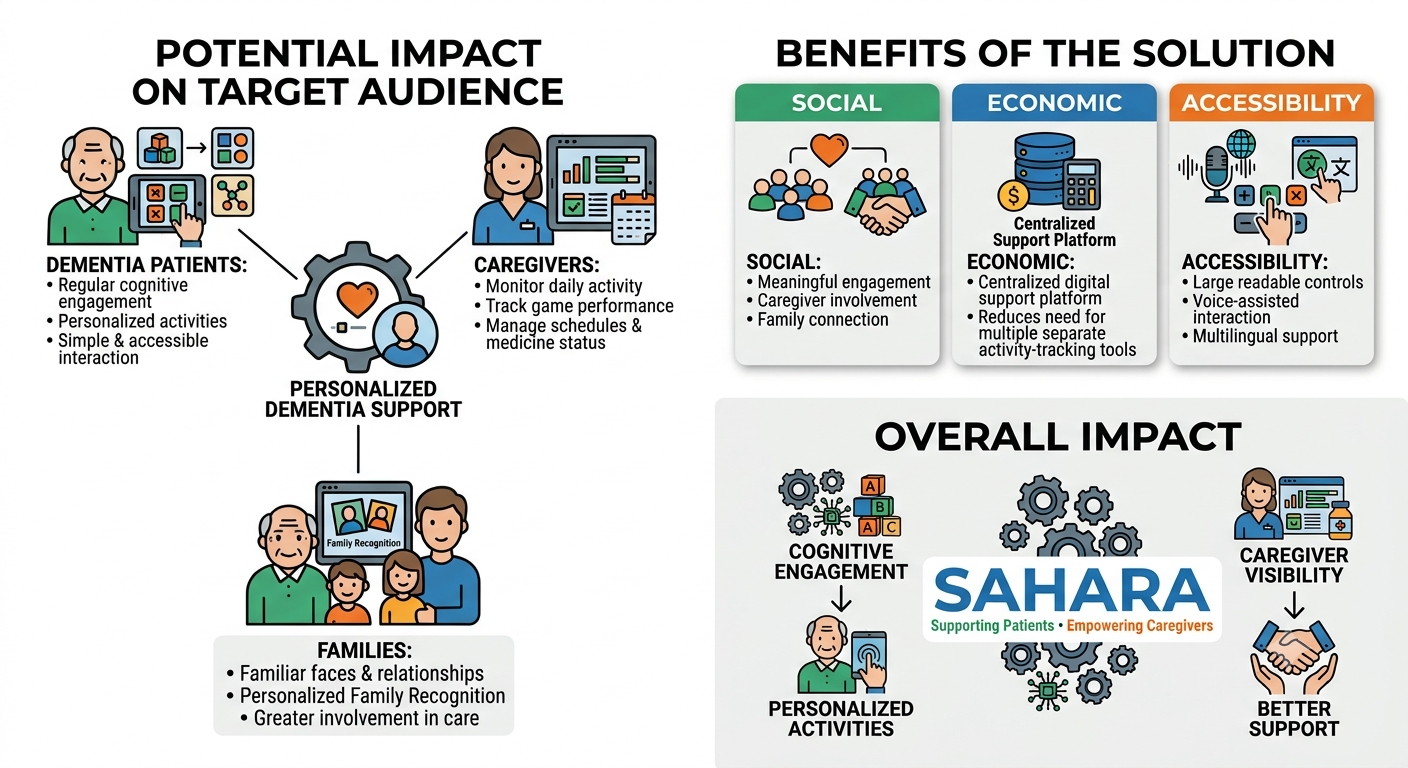 POTENTIAL IMPACT
ON TARGET AUDIENCE
DEMENTIA PATIENTS:
• Regular cognitive
engagement
• Personalized activities
• Simple & accessible
interaction
CAREGIVERS:
• Monitor daily activity
• Track game performance
• Manage schedules &
medicine status
PERSONALIZED
DEMENTIA SUPPORT
Family Recognition
FAMILIES:
• Familiar faces & relationships
• Personalized Family Recognition
• Greater involvement in care
BENEFITS OF THE SOLUTION
SOCIAL
SOCIAL:
• Meaningful engagement
• Caregiver involvement
• Family connection
ECONOMIC
$
Centralized
Support Platform
ECONOMIC:
• Centralized digital
support platform
• Reduces need for
multiple separate
activity-tracking tools
ACCESSIBILITY
文 文
ACCESSIBILITY:
• Large readable controls
• Voice-assisted
interaction
• Multilingual support
OVERALL IMPACT
A
B
A C
COGNITIVE
ENGAGEMENT
PERSONALIZED
ACTIVITIES
SAHARA
Supporting Patients • Empowering Caregivers
CAREGIVER
VISIBILITY
BETTER
SUPPORT